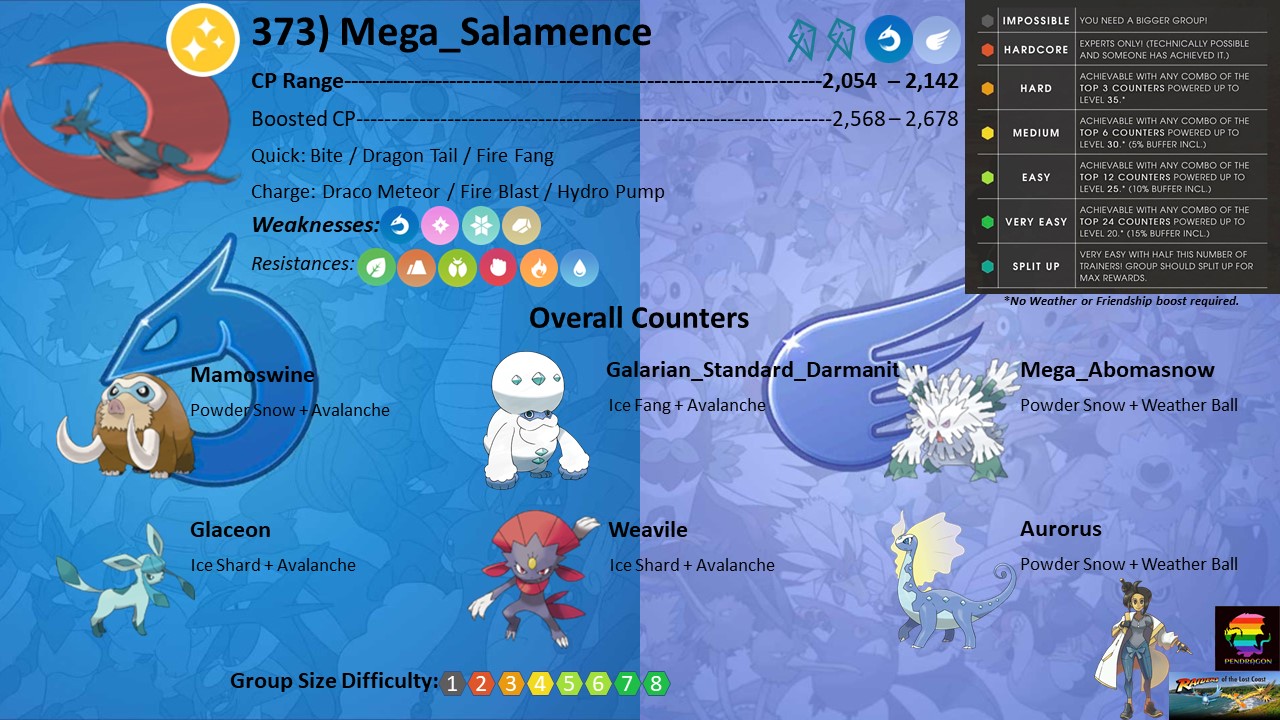 373) Mega_Salamence
CP Range-----------------------------------------------------------------------2,054 – 2,142
Boosted CP---------------------------------------------------------------------2,568 – 2,678
Quick: Bite / Dragon Tail / Fire Fang
Charge: Draco Meteor / Fire Blast / Hydro Pump
Weaknesses:
Resistances:
IMPOSSIBLE YOU NEED A BIGGER GROUP!
HARDCORE EXPERTS ONLY! (TECHNICALLY POSSIBLE
AND SOMEONE HAS ACHIEVED IT.)
HARD ACHIEVABLE WITH ANY COMBO OF THE
TOP 3 COUNTERS POWERED UP TO
LEVEL 35.*
MEDIUM ACHIEVABLE WITH ANY COMBO OF THE
TOP 6 COUNTERS POWERED UP TO
LEVEL 30.* (5% BUFFER INCL.)
EASY ACHIEVABLE WITH ANY COMBO OF THE
TOP 12 COUNTERS POWERED UP TO
LEVEL 25.* (10% BUFFER INCL.)
VERY EASY ACHIEVABLE WITH ANY COMBO OF THE
TOP 24 COUNTERS POWERED UP TO
LEVEL 20.* (15% BUFFER INCL.)
SPLIT UP VERY EASY WITH HALF THIS NUMBER OF
TRAINERS! GROUP SHOULD SPLIT UP FOR
MAX REWARDS.
*No Weather or Friendship boost required.
Overall Counters
Mamoswine
Powder Snow + Avalanche
Galarian_Standard_Darmanit
Ice Fang + Avalanche
Mega_Abomasnow
Powder Snow + Weather Ball
Glaceon
Ice Shard + Avalanche
Weavile
Ice Shard + Avalanche
Aurorus
Powder Snow + Weather Ball
Group Size Difficulty: 1 2 3 4 5 6 7 8
PENDRAGON
RAIDERS of the Lost Coast